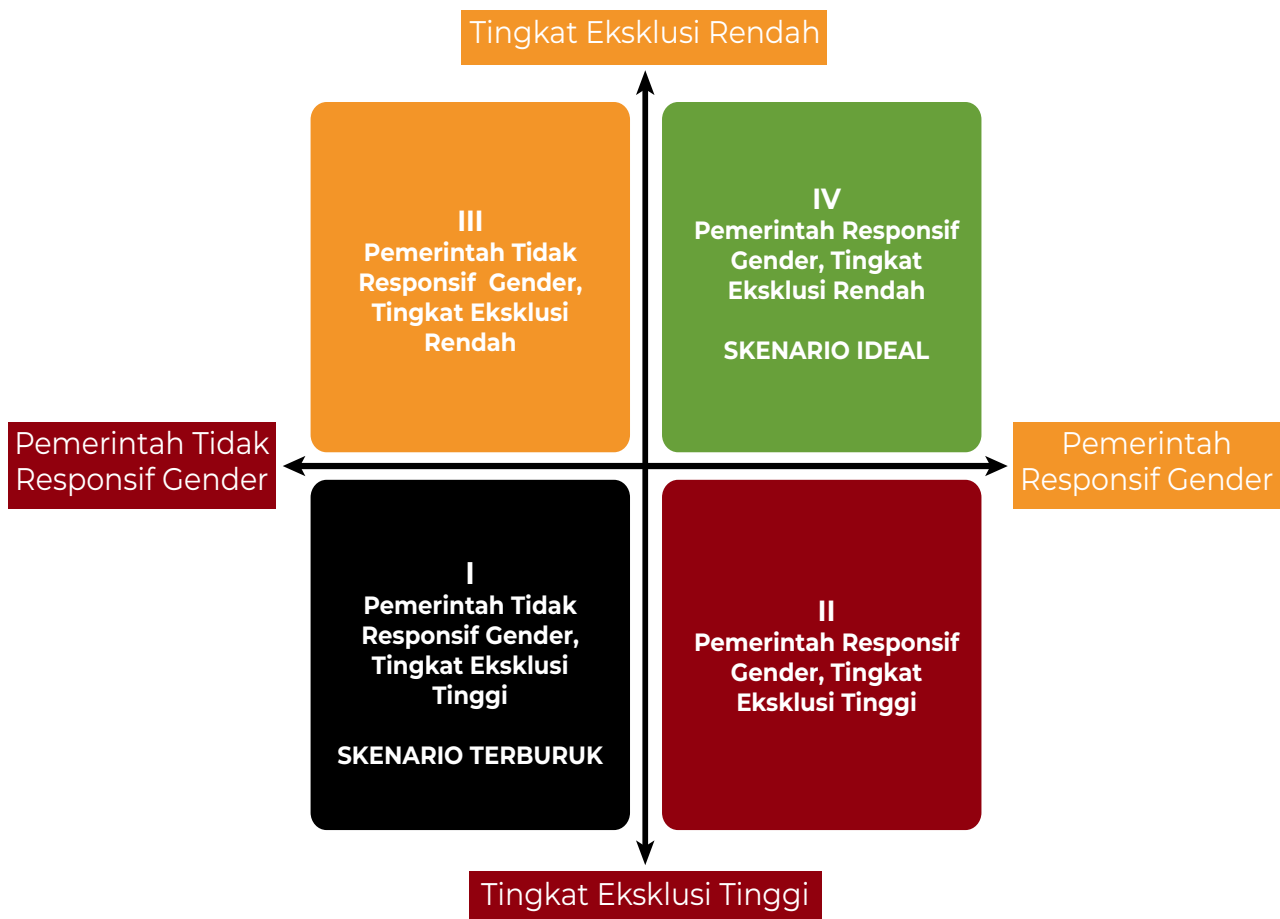 Tingkat Eksklusi Rendah
III
Pemerintah Tidak
Responsif Gender,
Tingkat Eksklusi
Rendah
IV
Pemerintah Responsif
Gender, Tingkat
Eksklusi Rendah
SKENARIO IDEAL
Pemerintah Tidak
Responsif Gender
Pemerintah
Responsif Gender
I
Pemerintah Tidak
Responsif Gender,
Tingkat Eksklusi
Tinggi
SKENARIO TERBURUK
II
Pemerintah Responsif
Gender, Tingkat
Eksklusi Tinggi
Tingkat Eksklusi Tinggi